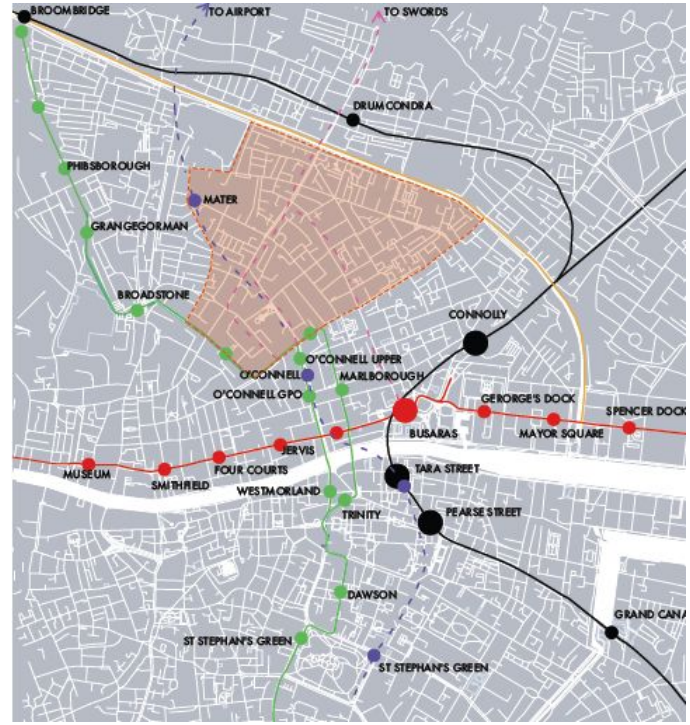 BROOMBRIDGE
TO AIRPORT
TO SWORDS
DRUMCONDRA
PHIBSBOROUGH
MATER
GRANGEGORMAN
BROADSTONE
CONNOLLY
O'CONNELL UPPER
O'CONNELL
MARLBOROUGH
O'CONNELL GPO
GERORGE'S DOCK
SPENCER DOCK
BUSARAS
MAYOR SQUARE
JERVIS
FOUR COURTS
MUSEUM
SMITHFIELD
TARA STREET
WESTMORLAND
TRINITY
PEARSE STREET
DAWSON
GRAND CANA
ST STEPHAN'S GREEN
ST STEPHAN'S GREEN